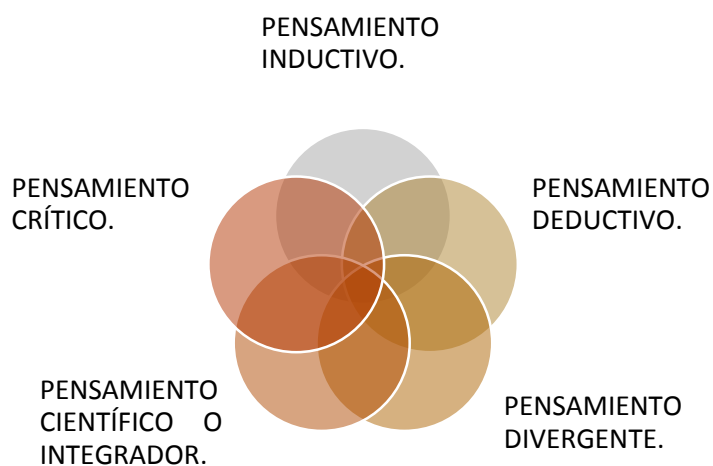 PENSAMIENTO
INDUCTIVO.
PENSAMIENTO
DEDUCTIVO.
PENSAMIENTO
DIVERGENTE.
PENSAMIENTO
CIENTÍFICO O
INTEGRADOR.
PENSAMIENTO
CRÍTICO.